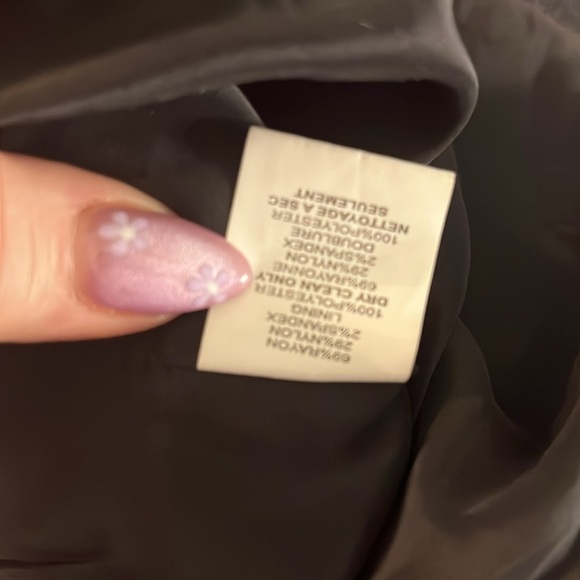 69%RAYON
29%NYLON
2%SPANDEX
LINING
100%POLYESTER
DRY CLEAN ONLY
69%RAYONNE
29%NYLON
2%SPANDEX
DOUBLURE
100%POLYESTER
NETTOYAGE A SEC
SEULEMENT